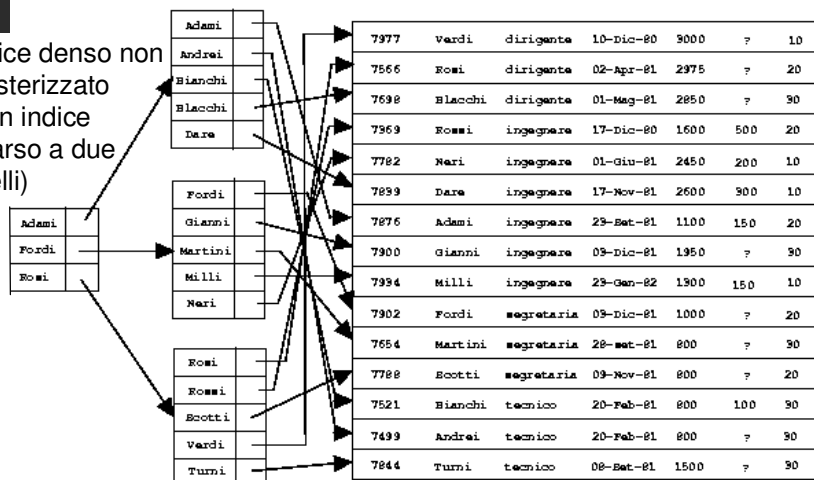 ice denso non
sterizzato
n indice
arso a due
elli)
Adami
Fordi
Romi
Adami
Andrei
Bianchi
Blacchi
Dare
Fordi
Gianni
Martini
Milli
Neri
Romi
Rossi
Scotti
Verdi
Turni
7977 Verdi dirigente 10-Dic-80 3000 ? 10
7566 Romi dirigente 02-Apr-81 2975 ? 20
7698 Blacchi dirigente 01-Mag-81 2850 ? 30
7369 Rossi ingegnere 17-Dic-80 1600 500 20
7782 Neri ingegnere 01-Giu-81 2450 200 10
7839 Dare ingegnere 17-Nov-81 2600 300 10
7876 Adami ingegnere 23-Set-81 1100 150 20
7900 Gianni ingegnere 03-Dic-81 1950 ? 30
7934 Milli ingegnere 23-Gen-82 1300 150 10
7902 Fordi segretaria 03-Dic-81 1000 ? 20
7654 Martini segretaria 28-set-81 800 ? 30
7788 Scotti segretaria 09-Nov-81 800 ? 20
7521 Bianchi tecnico 20-Feb-81 800 100 30
7499 Andrei tecnico 20-Feb-81 800 ? 30
7844 Turni tecnico 08-Set-81 1500 ? 30